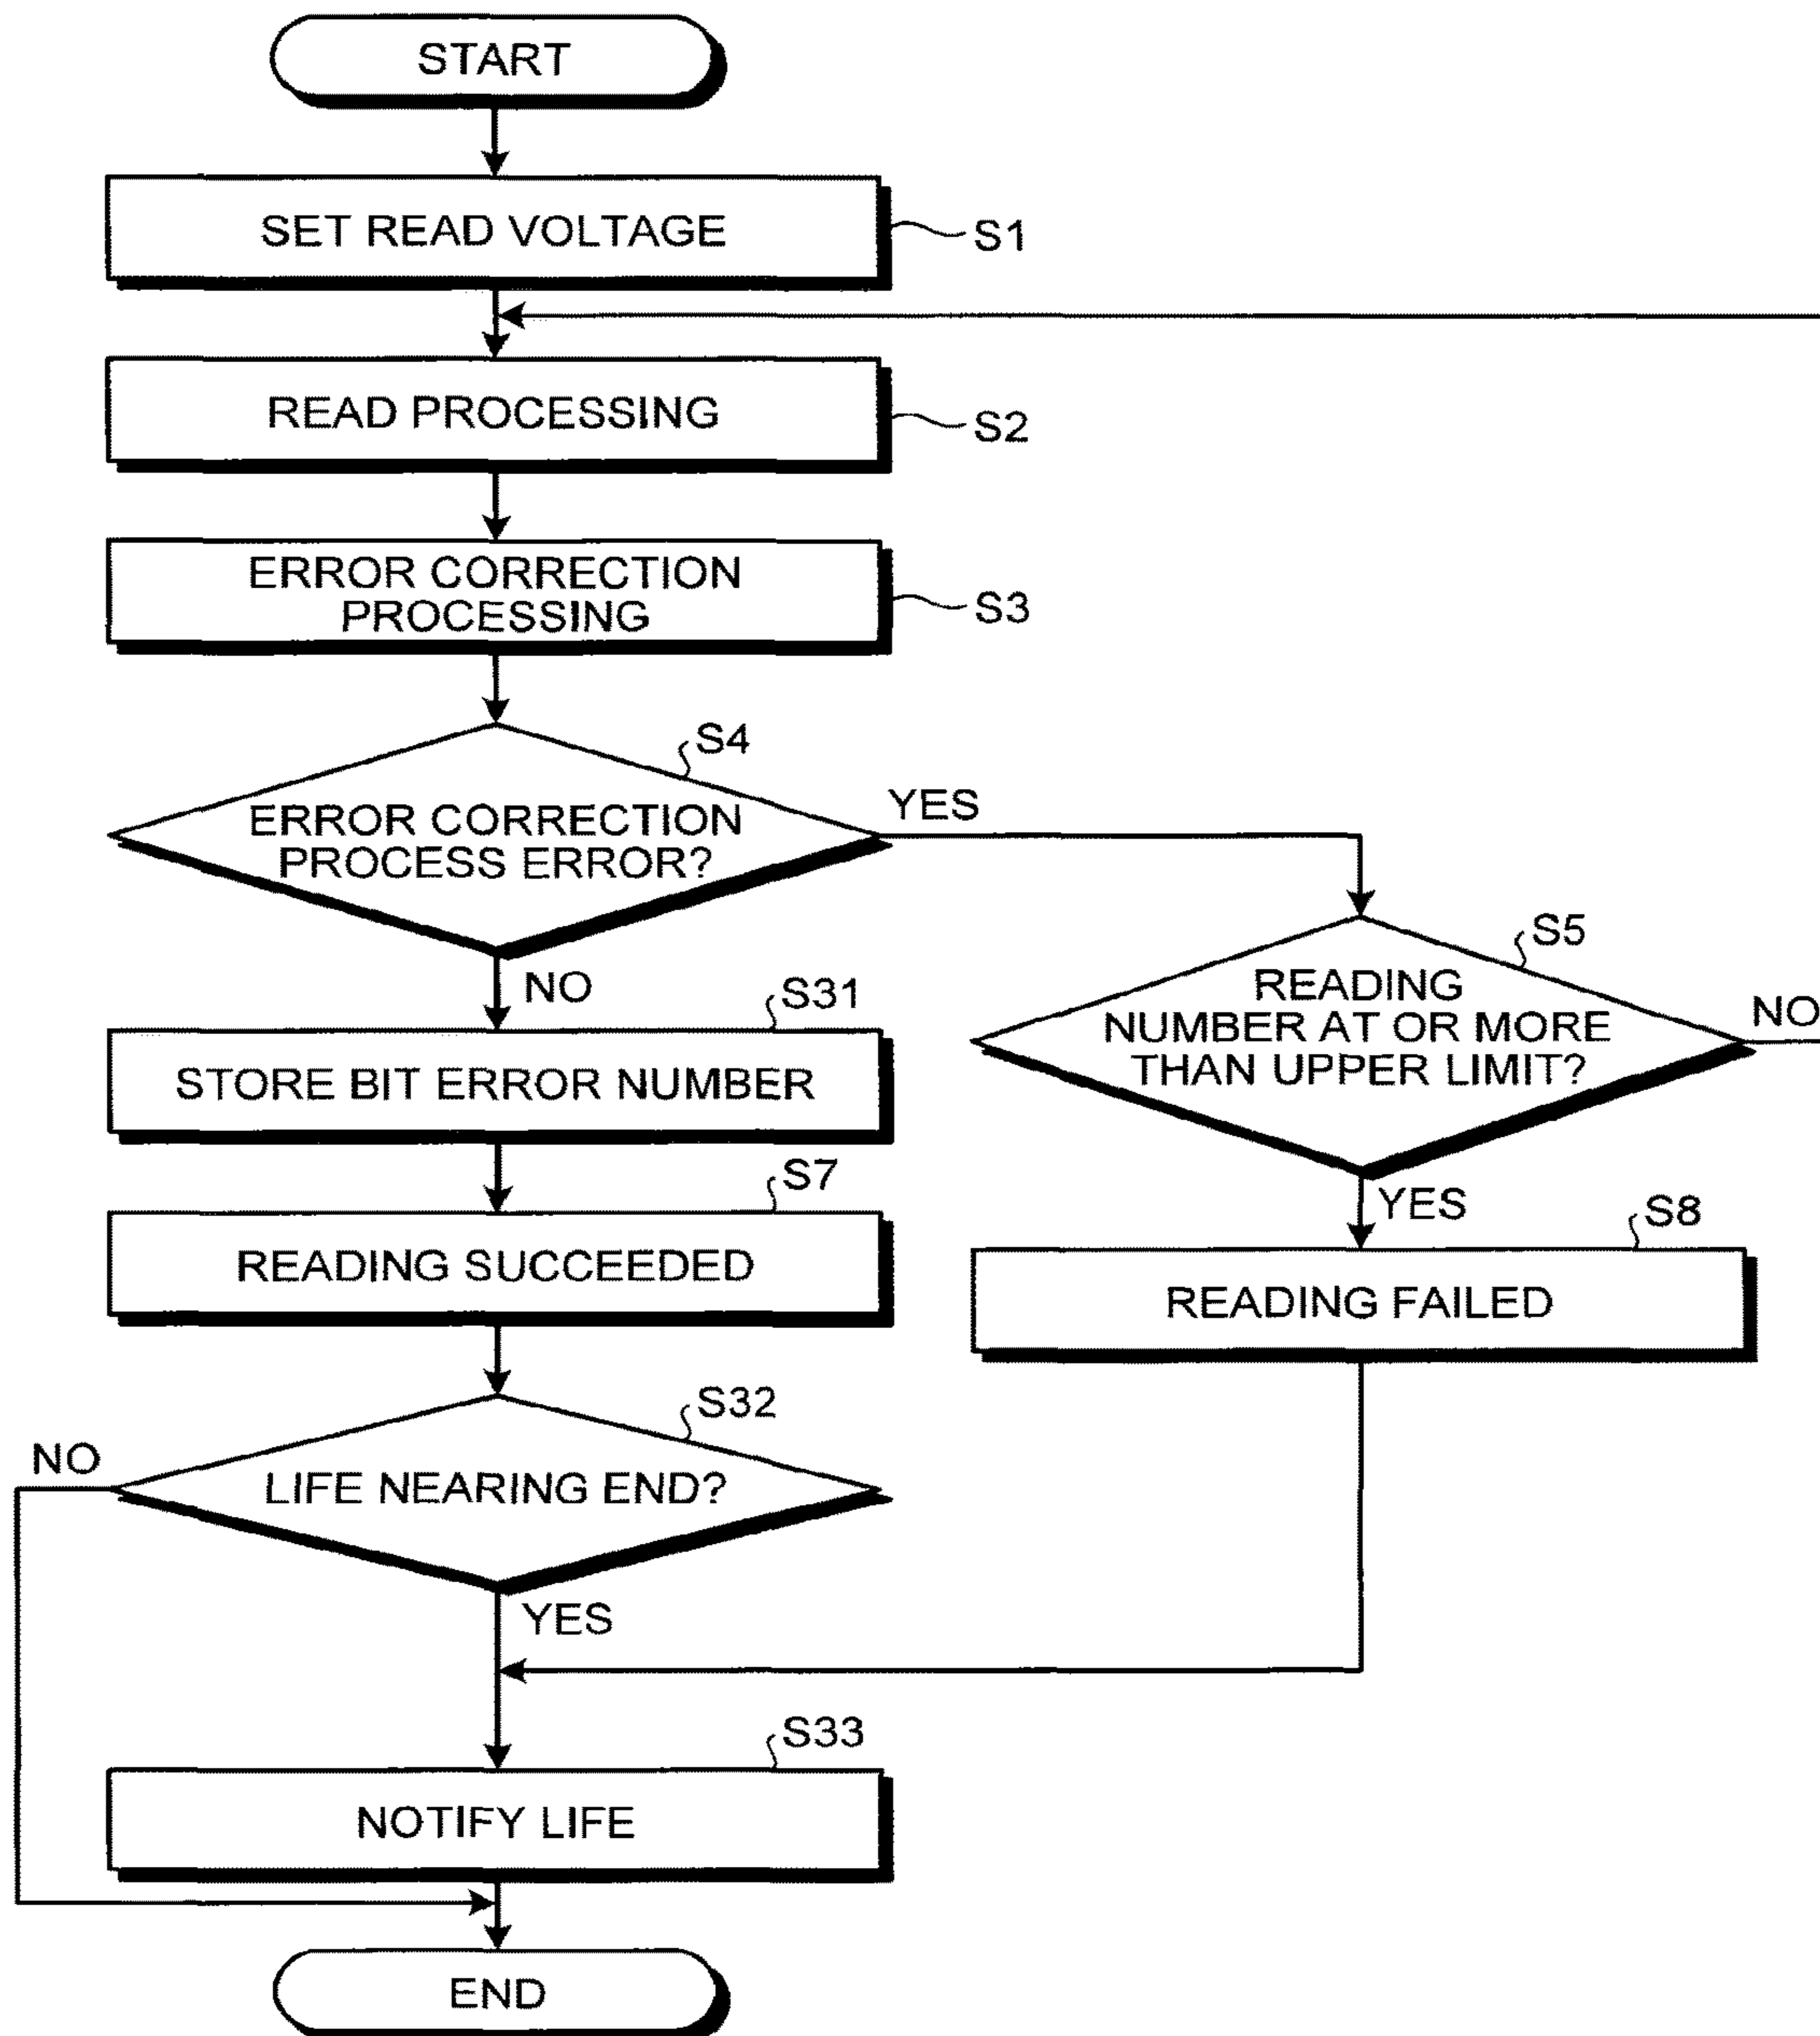 START
SET READ VOLTAGE
S1
READ PROCESSING
S2
ERROR CORRECTION
PROCESSING
S3
S4
ERROR CORRECTION
PROCESS ERROR?
YES
NO
S5
READING
NUMBER AT OR MORE
THAN UPPER LIMIT?
NO
YES
S31
STORE BIT ERROR NUMBER
S7
READING SUCCEEDED
S8
READING FAILED
S32
LIFE NEARING END?
NO
YES
S33
NOTIFY LIFE
END